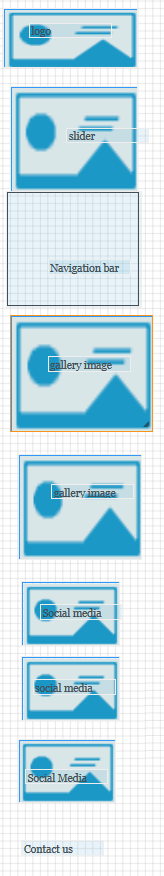 logo
slider
Navigation bar
gallery image
gallery image
Social media
social media
Social Media
Contact us